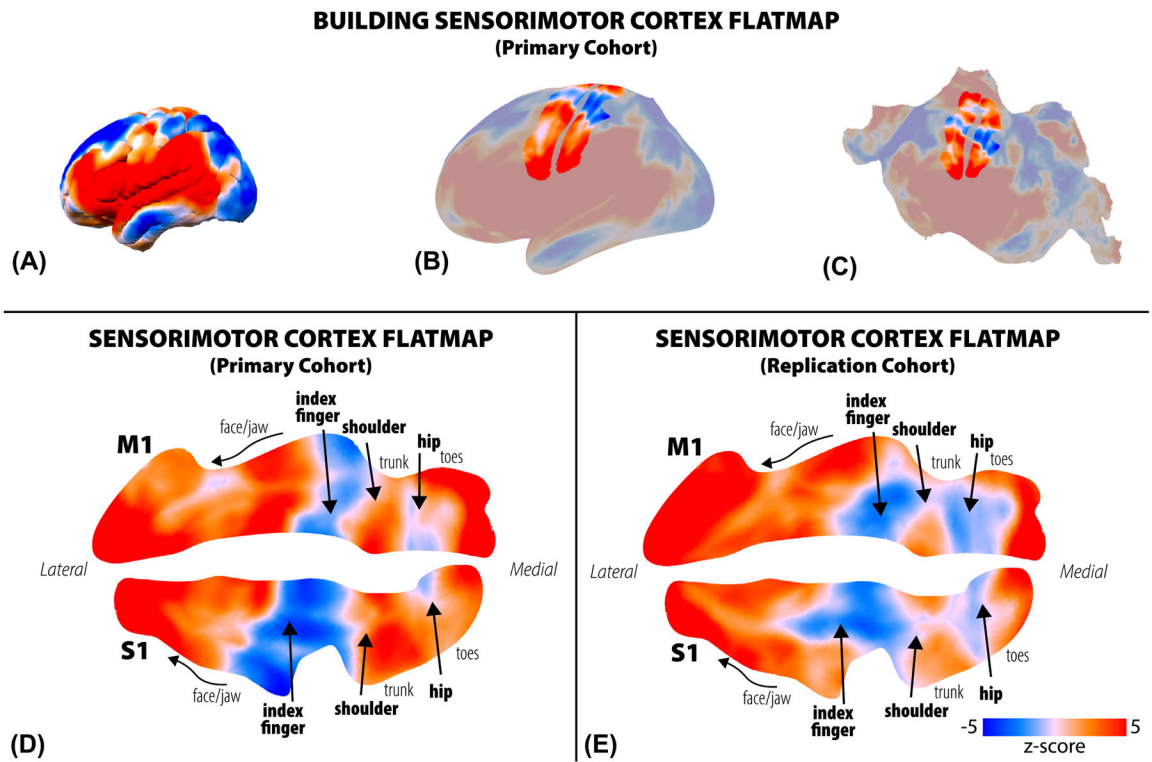 BUILDING SENSORIMOTOR CORTEX FLATMAP
(Primary Cohort)
(A)
(B)
(C)
SENSORIMOTOR CORTEX FLATMAP
(Primary Cohort)
index
finger
face/jaw
shoulder
M1
hip
trunk
toes
Lateral
Medial
S1
toes
face/jaw
trunk
hip
index
finger
shoulder
(D)
SENSORIMOTOR CORTEX FLATMAP
(Replication Cohort)
index
finger
face/jaw
shoulder
M1
hip
trunk
toes
Lateral
Medial
S1
toes
face/jaw
trunk
hip
index
finger
shoulder
(E)
-5 5
z-score